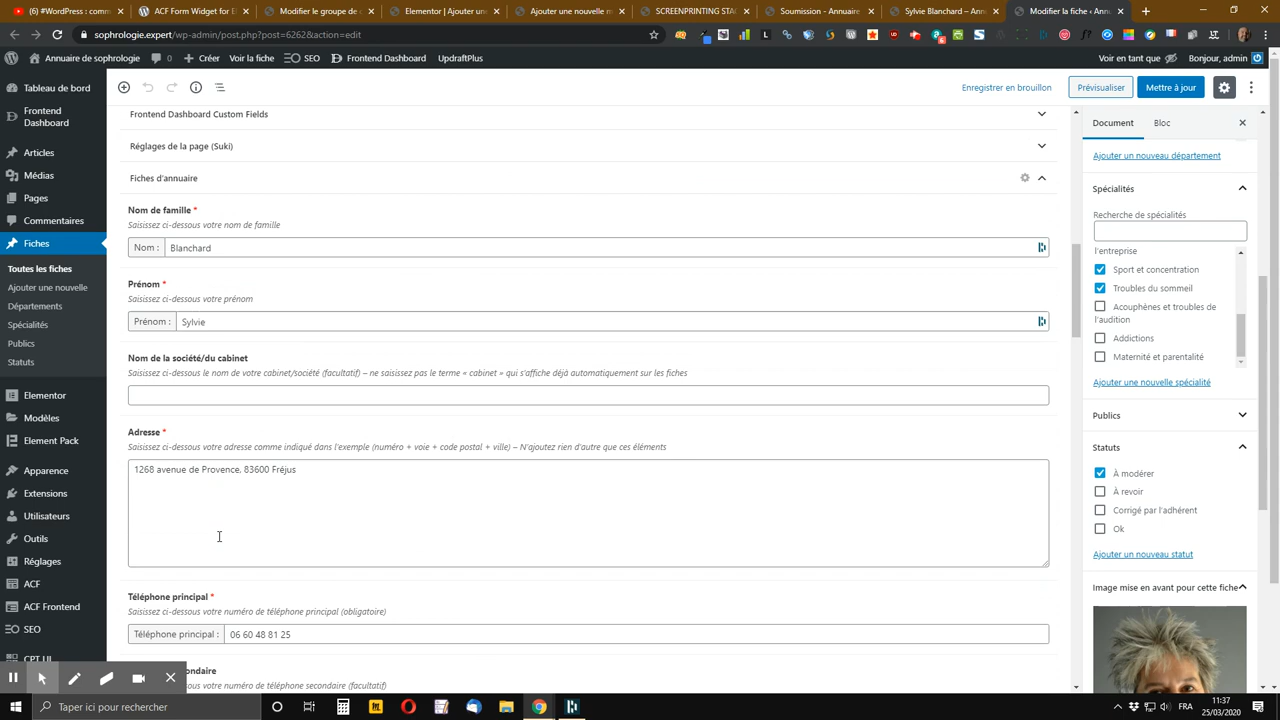 (6) #WordPress comm
ACF Front for El
Modifier le groupe de c
Elementor | Ajouter une
Ajouter une nouvelle m
SCREENPRINTING STAG
Soumission - Annuaire
Sylvie Blanchard – Ann
Modifier la fiche ‹ Annu
sophrologie.expert/wp-admin/post.php?post=6262&action=edit
Annuaire de sophrologie 0 Créer Voir la fiche SEO Frontend Dashboard UpdraftPlus Voir en tant que Bonjour, admin
Tableau de bord
Frontend
Dashboard
Articles
Médias
Pages
Commentaires
Fiches
Toutes les fiches
Ajouter une nouvelle
Départements
Spécialités
Publics
Statuts
Elementor
Modèles
Element Pack
Apparence
Extensions
Utilisateurs
Outils
Réglages
ACF
ACF Frontend
SEO
CPT UI
Enregistrer en brouillon Prévisualiser Mettre à jour
Frontend Dashboard Custom Fields
Réglages de la page (Suki)
Fiches d'annuaire
Nom de famille *
Saisissez ci-dessous votre nom de famille
Nom : Blanchard
Prénom *
Saisissez ci-dessous votre prénom
Prénom : Sylvie
Nom de la société/du cabinet
Saisissez ci-dessous le nom de votre cabinet/société (facultatif) – ne saisissez pas le terme « cabinet » qui s'affiche déjà automatiquement sur les fiches
Adresse *
Saisissez ci-dessous votre adresse comme indiqué dans l'exemple (numéro + voie + code postal + ville) – N'ajoutez rien d'autre que ces éléments
1268 avenue de Provence, 83600 Fréjus
Téléphone principal *
Saisissez ci-dessous votre numéro de téléphone principal (obligatoire)
Téléphone principal : 06 60 48 81 25
ondaire
s-dessous votre numéro de téléphone secondaire (facultatif)
Document Bloc
Ajouter un nouveau département
Spécialités
Recherche de spécialités
l'entreprise
Sport et concentration
Troubles du sommeil
Acouphènes et troubles de
l'audition
Addictions
Maternité et parentalité
Ajouter une nouvelle spécialité
Publics
Statuts
À modérer
À revoir
Corrigé par l'adhérent
Ok
Ajouter un nouveau statut
Image mise en avant pour cette fiche
Taper ici pour rechercher
FRA
11:37
25/03/2020